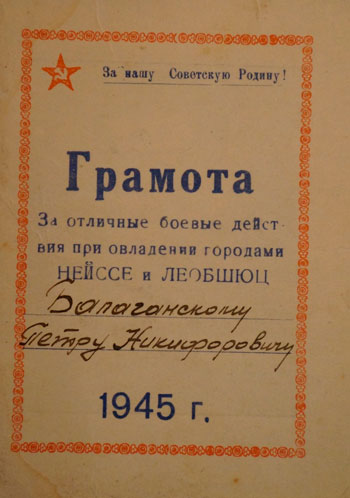 За нашу Советскую Родину!
Грамота
За отличные боевые дейст-
вия при овладении городами
НЕЙССЕ и ЛЕОБШЮЦ
Балаганскому
Петру Никифоровичу
1945 г.